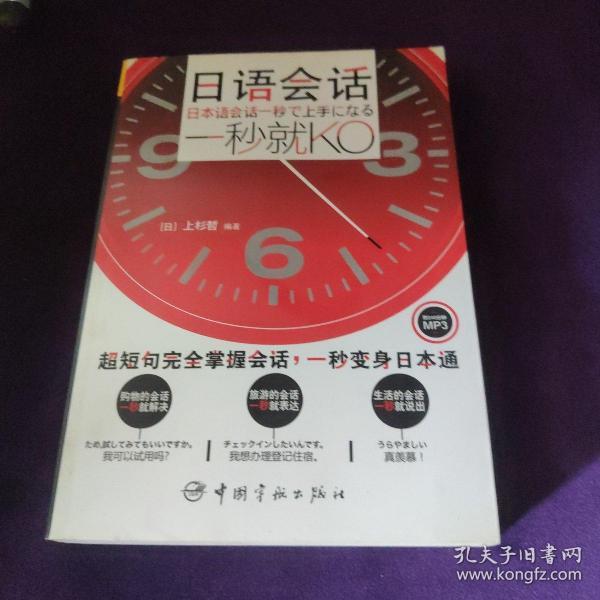 日语会话
日本语会话一秒で上手になる
一秒就KO
9
3
6
[日] 上杉哲 编著
MP3
超短句完全掌握会话，一秒变身日本通
购物的会话
一秒就解决
旅游的会话
一秒就表达
生活的会话
一秒就说出
ため,試してみてもいいですか。
我可以试用吗?
チェックインしたいんです。
我想办理登记住宿。
うらやましい
真羡慕!
中国宇航出版社
孔夫子旧书网
www.kongfz.com